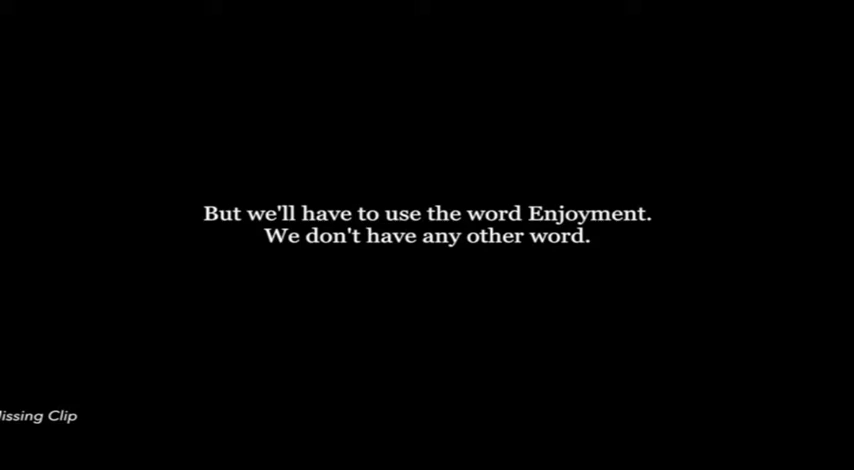 But we'll have to use the word Enjoyment.
We don't have any other word.
issing Clip